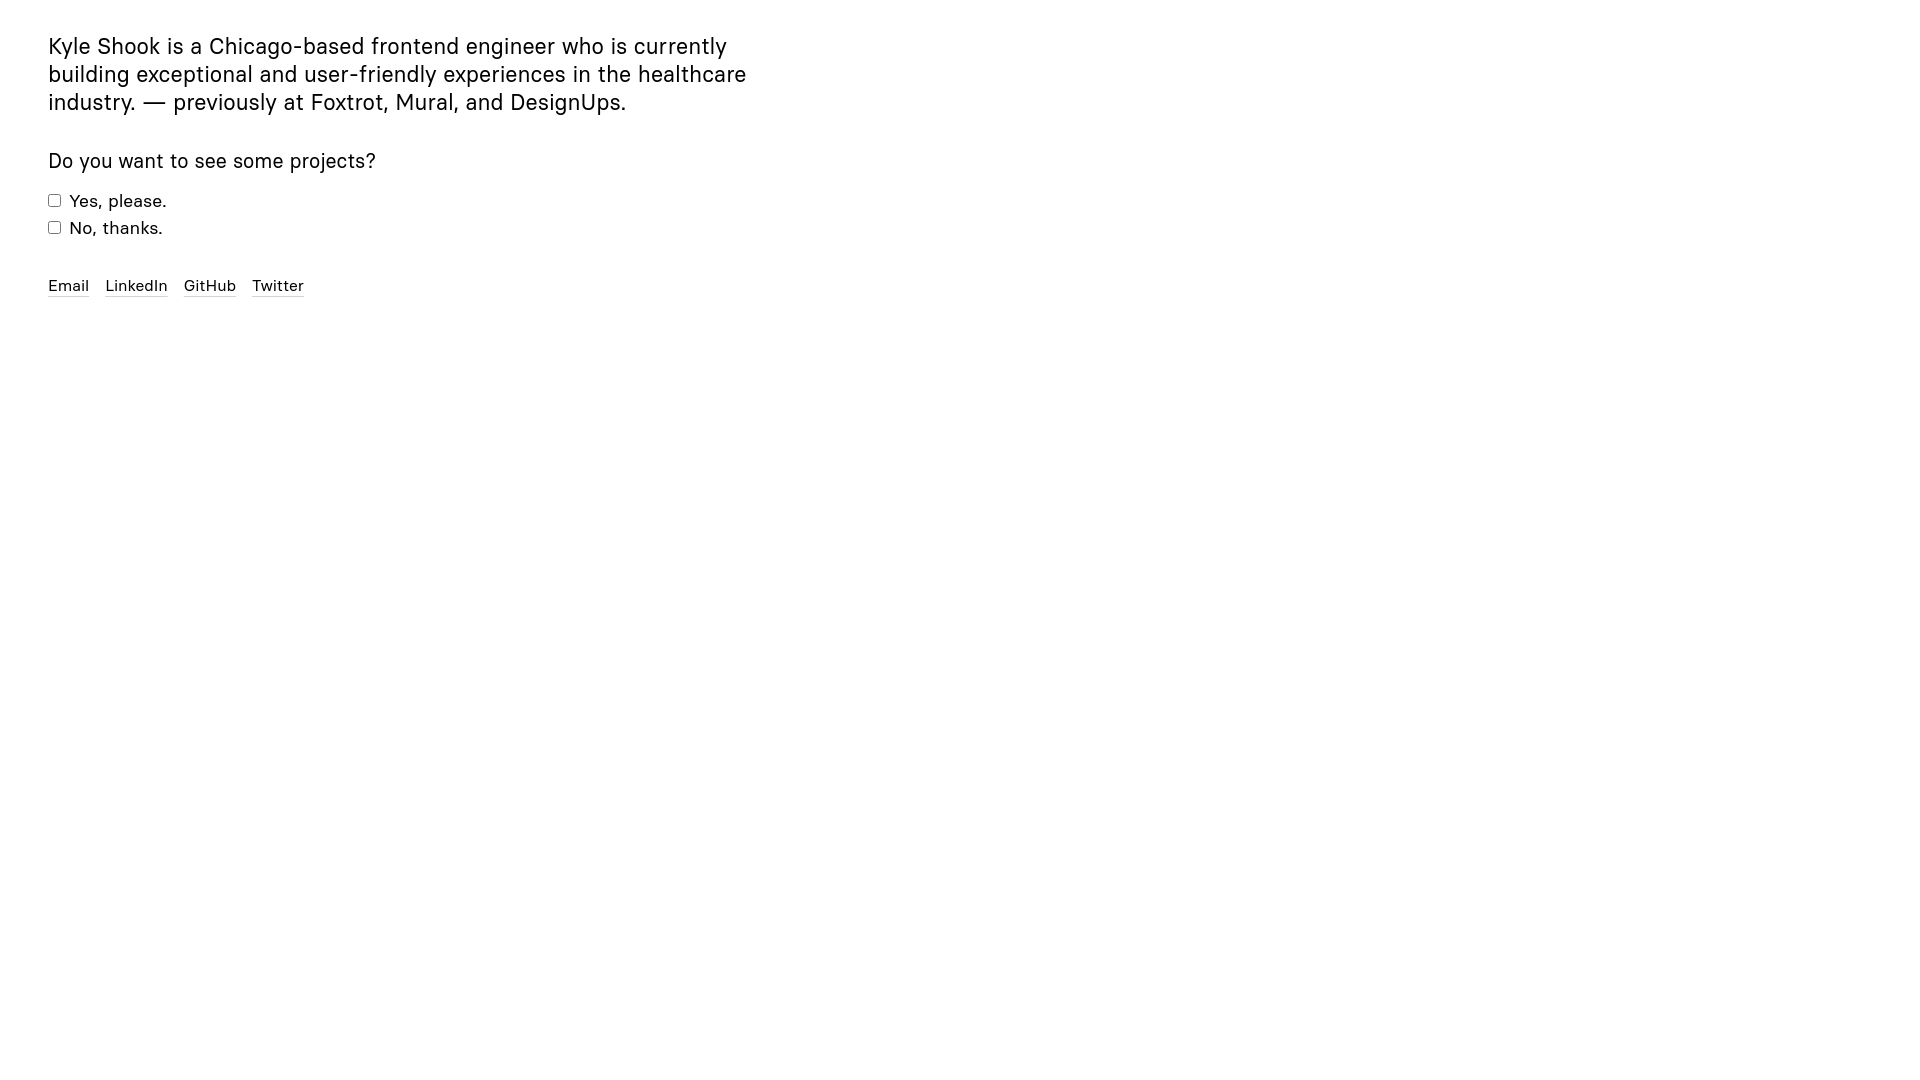 Kyle Shook is a Chicago-based frontend engineer who is currently
building exceptional and user-friendly experiences in the healthcare
industry. — previously at Foxtrot, Mural, and DesignUps.
Do you want to see some projects?
Yes, please.
No, thanks.
Email LinkedIn GitHub Twitter